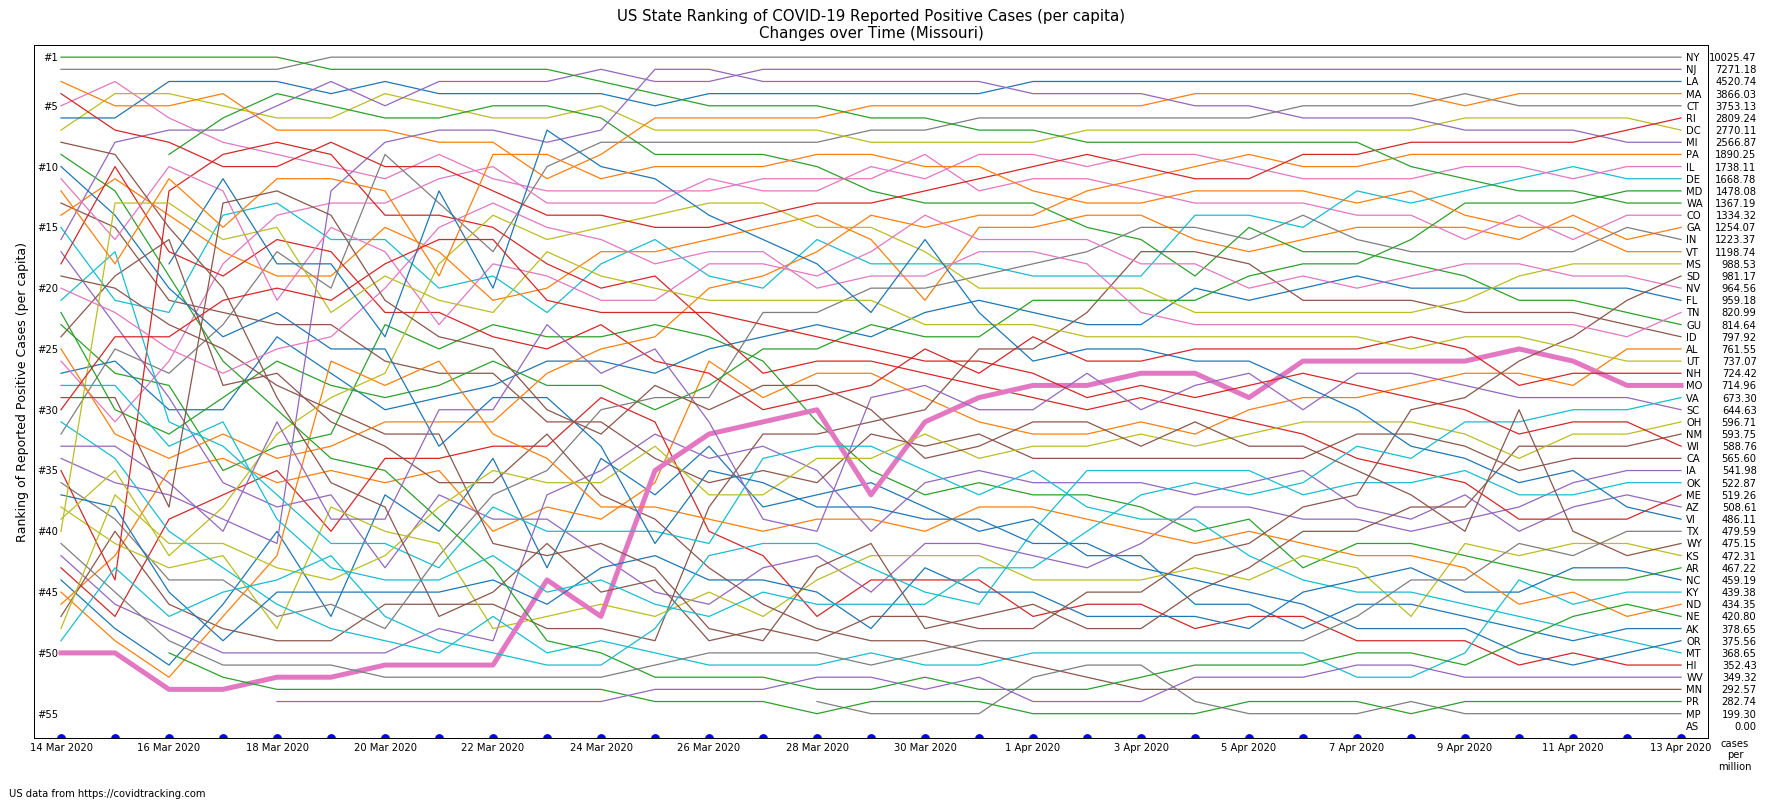 US State Ranking of COVID-19 Reported Positive Cases (per capita)
Changes over Time (Missouri)
Ranking of Reported Positive Cases (per capita)
#1
#5
#10
#15
#20
#25
#30
#35
#40
#45
#50
#55
NY 10025.47
NJ 7271.18
LA 4520.74
MA 3866.03
CT 3753.13
RI 2809.24
DC 2770.11
MI 2566.87
PA 1890.25
IL 1738.11
DE 1668.78
MD 1478.08
WA 1367.19
CO 1334.32
GA 1254.07
IN 1223.37
VT 1198.74
MS 988.53
SD 981.17
NV 964.56
FL 959.18
TN 820.99
GU 814.64
ID 797.92
AL 761.55
UT 737.07
NH 724.42
MO 714.96
VA 673.30
SC 644.63
OH 596.71
NM 593.75
WI 588.76
CA 565.60
IA 541.98
OK 522.87
ME 519.26
AZ 508.61
VI 486.11
TX 479.59
WY 475.15
KS 472.31
AR 467.22
NC 459.19
KY 439.38
ND 434.35
NE 420.80
AK 378.65
OR 375.56
MT 368.65
HI 352.43
WV 349.32
MN 292.57
PR 282.74
MP 199.30
AS 0.00
14 Mar 2020 16 Mar 2020 18 Mar 2020 20 Mar 2020 22 Mar 2020 24 Mar 2020 26 Mar 2020 28 Mar 2020 30 Mar 2020 1 Apr 2020 3 Apr 2020 5 Apr 2020 7 Apr 2020 9 Apr 2020 11 Apr 2020 13 Apr 2020
cases
per
million
US data from https://covidtracking.com